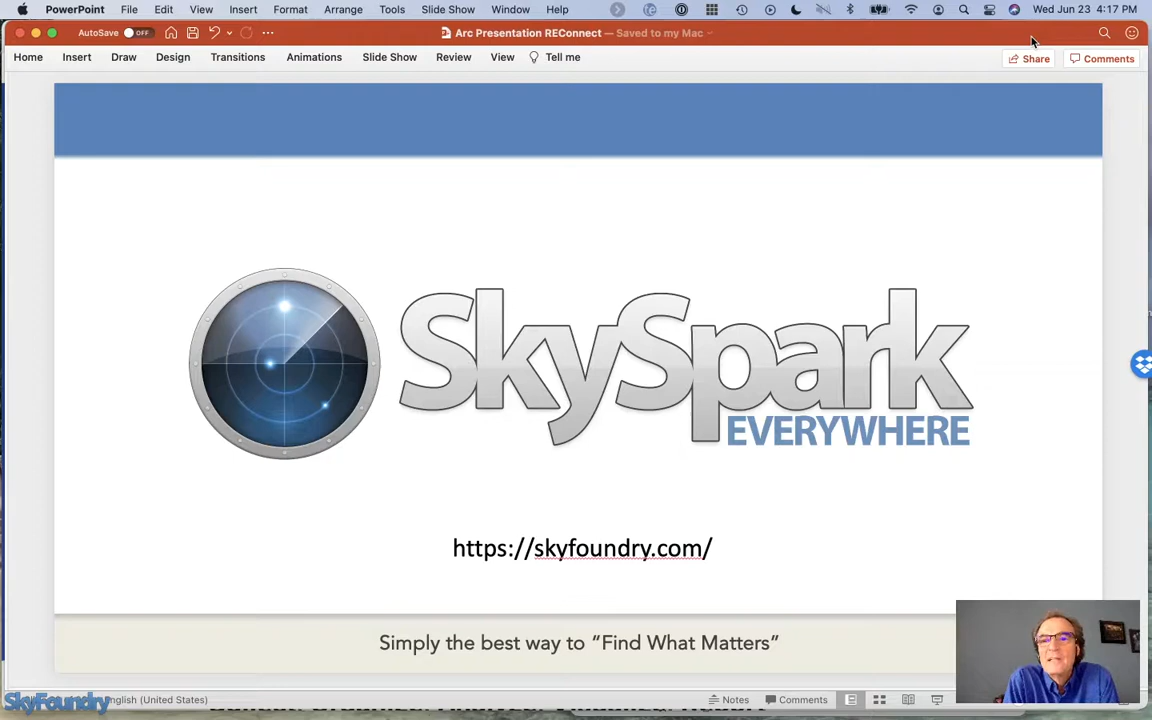 PowerPoint File Edit View Insert Format Arrange Tools Slide Show Window Help Wed Jun 23 4:17 PM
AutoSave OFF Arc Presentation REConnect — Saved to my Mac
Home Insert Draw Design Transitions Animations Slide Show Review View Tell me Share Comments
SkySpark
EVERYWHERE
https://skyfoundry.com/
Simply the best way to “Find What Matters”
SkyFoundry English (United States) Notes Comments